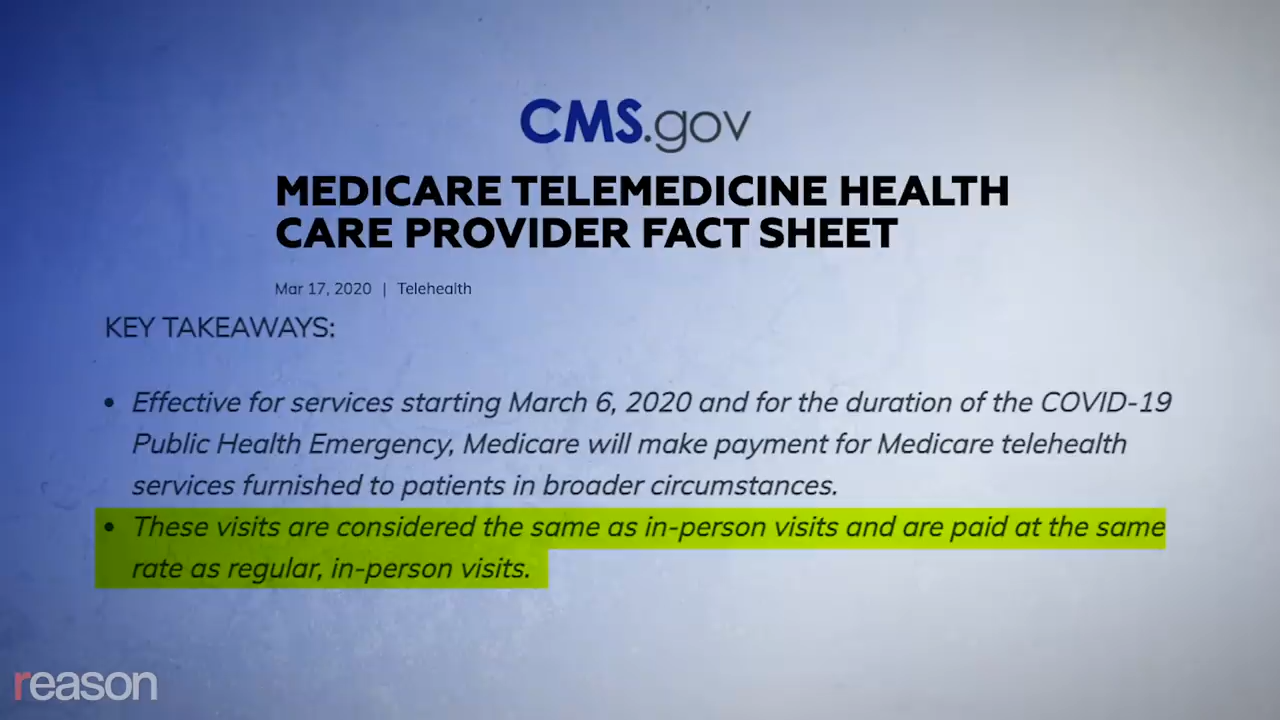 CMS.gov
MEDICARE TELEMEDICINE HEALTH
CARE PROVIDER FACT SHEET
Mar 17, 2020 | Telehealth
KEY TAKEAWAYS:
• Effective for services starting March 6, 2020 and for the duration of the COVID-19
Public Health Emergency, Medicare will make payment for Medicare telehealth
services furnished to patients in broader circumstances.
• These visits are considered the same as in-person visits and are paid at the same
rate as regular, in-person visits.
reason